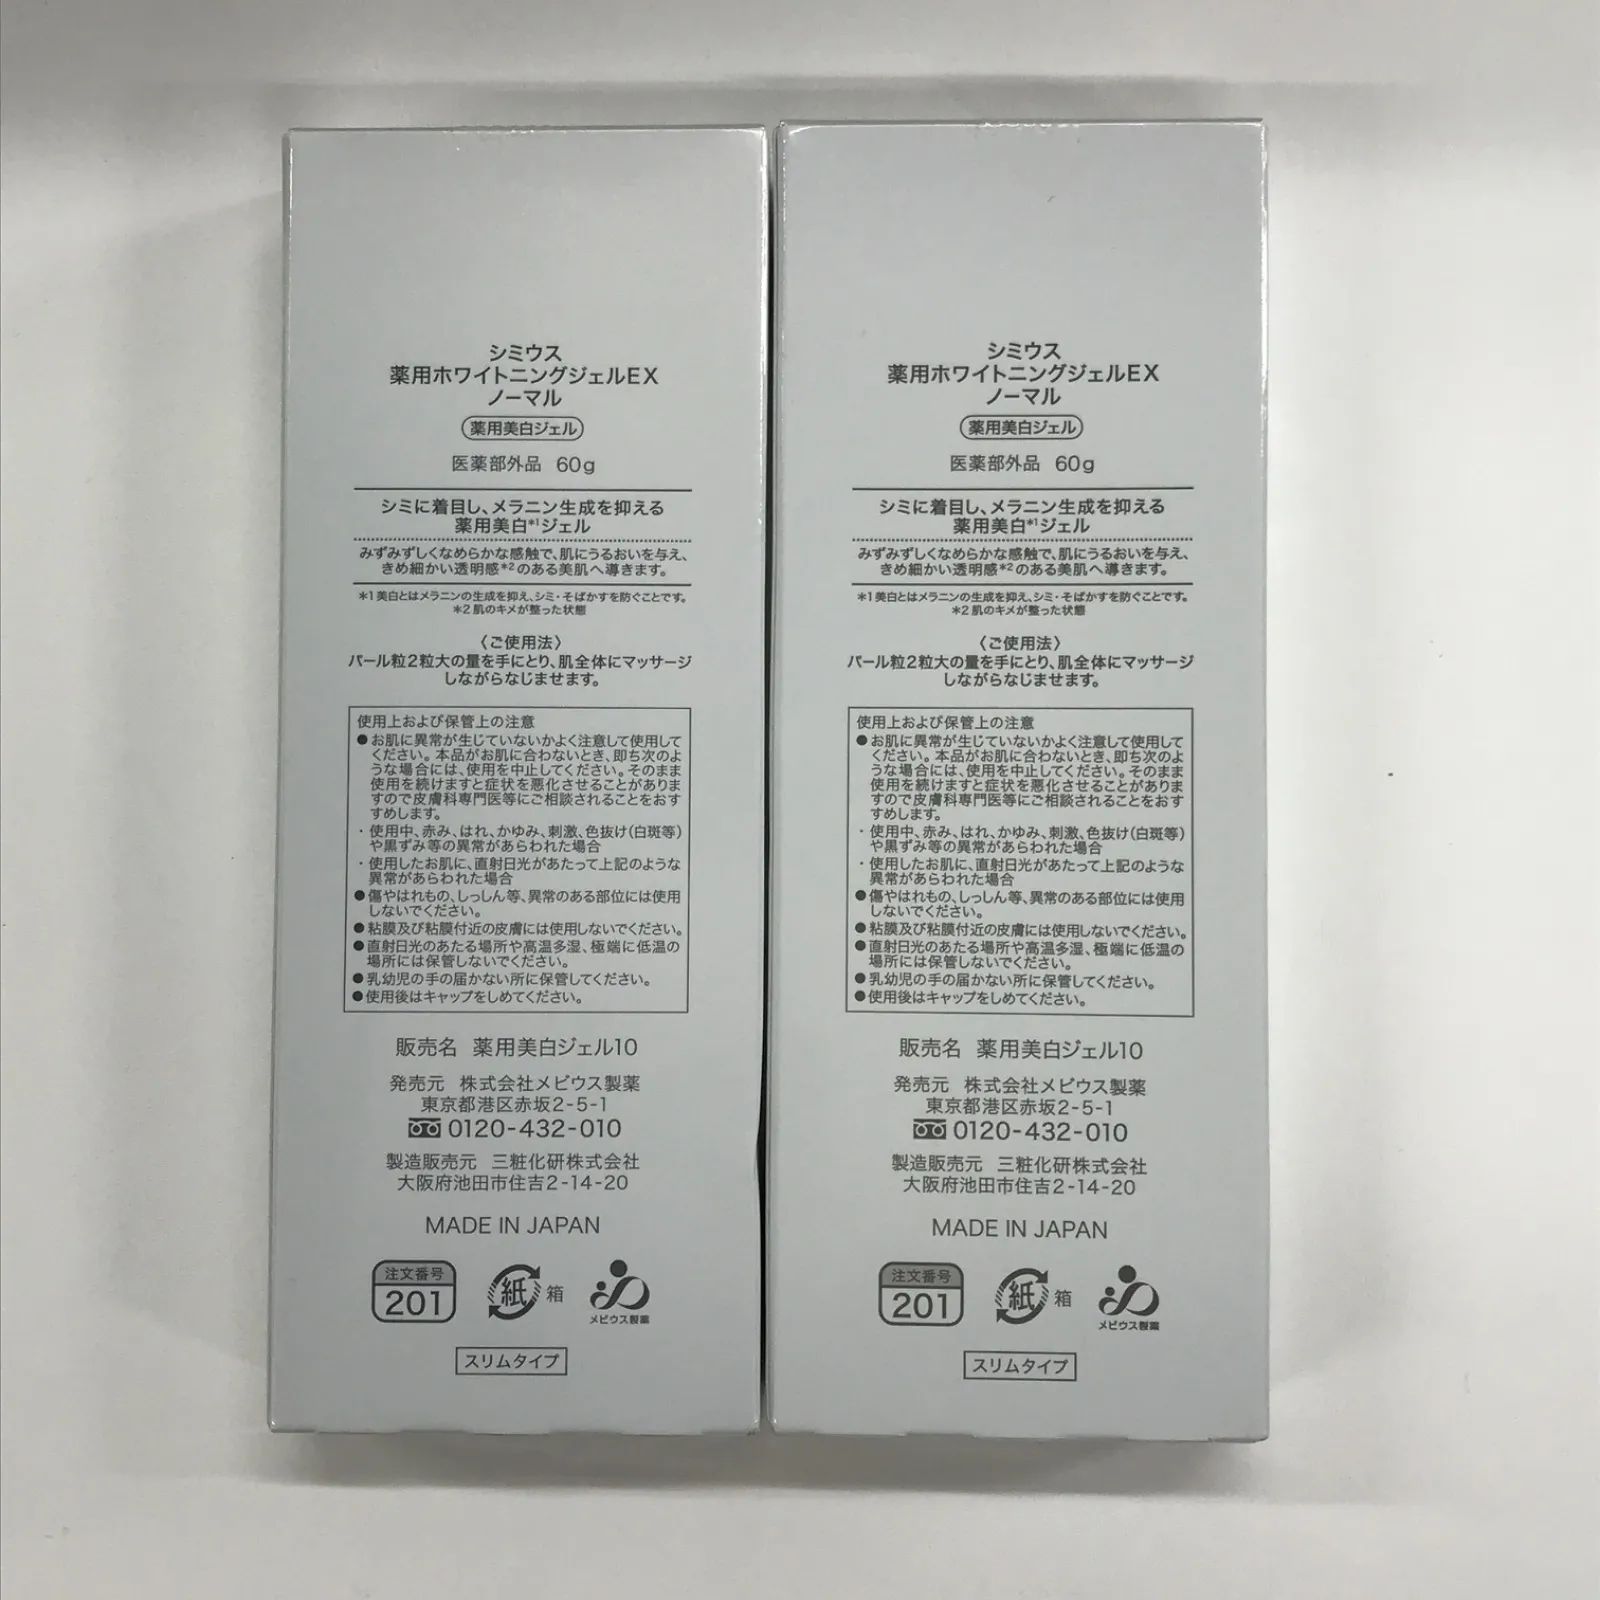 シミウス
薬用ホワイトニングジェルEX
ノーマル
薬用美白ジェル
医薬部外品 60g
シミに着目し、メラニン生成を抑える
薬用美白*1ジェル
みずみずしくなめらかな感触で、肌にうるおいを与え、
きめ細かい透明感*2のある美肌へ導きます。
*1美白とはメラニンの生成を抑え、シミ・そばかすを防ぐことです。
*2 肌のキメが整った状態
〈ご使用法〉
パール粒2粒大の量を手にとり、肌全体にマッサージ
しながらなじませます。
使用上および保管上の注意
●お肌に異常が生じていないかよく注意して使用して
ください。本品がお肌に合わないとき、即ち次のよ
うな場合には、使用を中止してください。そのまま
使用を続けますと症状を悪化させることがありま
すので皮膚科専門医等にご相談されることをおす
すめします。
・使用中、赤み、はれ、かゆみ、刺激、色抜け(白斑等)
や黒ずみ等の異常があらわれた場合
・使用したお肌に、直射日光があたって上記のような
異常があらわれた場合
●傷やはれもの、しっしん等、異常のある部位には使用
しないでください。
●粘膜及び粘膜付近の皮膚には使用しないでください。
●直射日光のあたる場所や高温多湿、極端に低温の
場所には保管しないでください。
●乳幼児の手の届かない所に保管してください。
●使用後はキャップをしめてください。
販売名 薬用美白ジェル10
発売元 株式会社メビウス製薬
東京都港区赤坂2-5-1
0120-432-010
製造販売元 三粧化研株式会社
大阪府池田市住吉2-14-20
MADE IN JAPAN
注文番号
201
紙 箱
メビウス製薬
スリムタイプ
シミウス
薬用ホワイトニングジェルEX
ノーマル
薬用美白ジェル
医薬部外品 60g
シミに着目し、メラニン生成を抑える
薬用美白*1ジェル
みずみずしくなめらかな感触で、肌にうるおいを与え、
きめ細かい透明感*2のある美肌へ導きます。
*1美白とはメラニンの生成を抑え、シミ・そばかすを防ぐことです。
*2 肌のキメが整った状態
〈ご使用法〉
パール粒2粒大の量を手にとり、肌全体にマッサージ
しながらなじませます。
使用上および保管上の注意
●お肌に異常が生じていないかよく注意して使用して
ください。本品がお肌に合わないとき、即ち次のよ
うな場合には、使用を中止してください。そのまま
使用を続けますと症状を悪化させることがありま
すので皮膚科専門医等にご相談されることをおす
すめします。
・使用中、赤み、はれ、かゆみ、刺激、色抜け(白斑等)
や黒ずみ等の異常があらわれた場合
・使用したお肌に、直射日光があたって上記のような
異常があらわれた場合
●傷やはれもの、しっしん等、異常のある部位には使用
しないでください。
●粘膜及び粘膜付近の皮膚には使用しないでください。
●直射日光のあたる場所や高温多湿、極端に低温の
場所には保管しないでください。
●乳幼児の手の届かない所に保管してください。
●使用後はキャップをしめてください。
販売名 薬用美白ジェル10
発売元 株式会社メビウス製薬
東京都港区赤坂2-5-1
0120-432-010
製造販売元 三粧化研株式会社
大阪府池田市住吉2-14-20
MADE IN JAPAN
注文番号
201
紙 箱
メビウス製薬
スリムタイプ